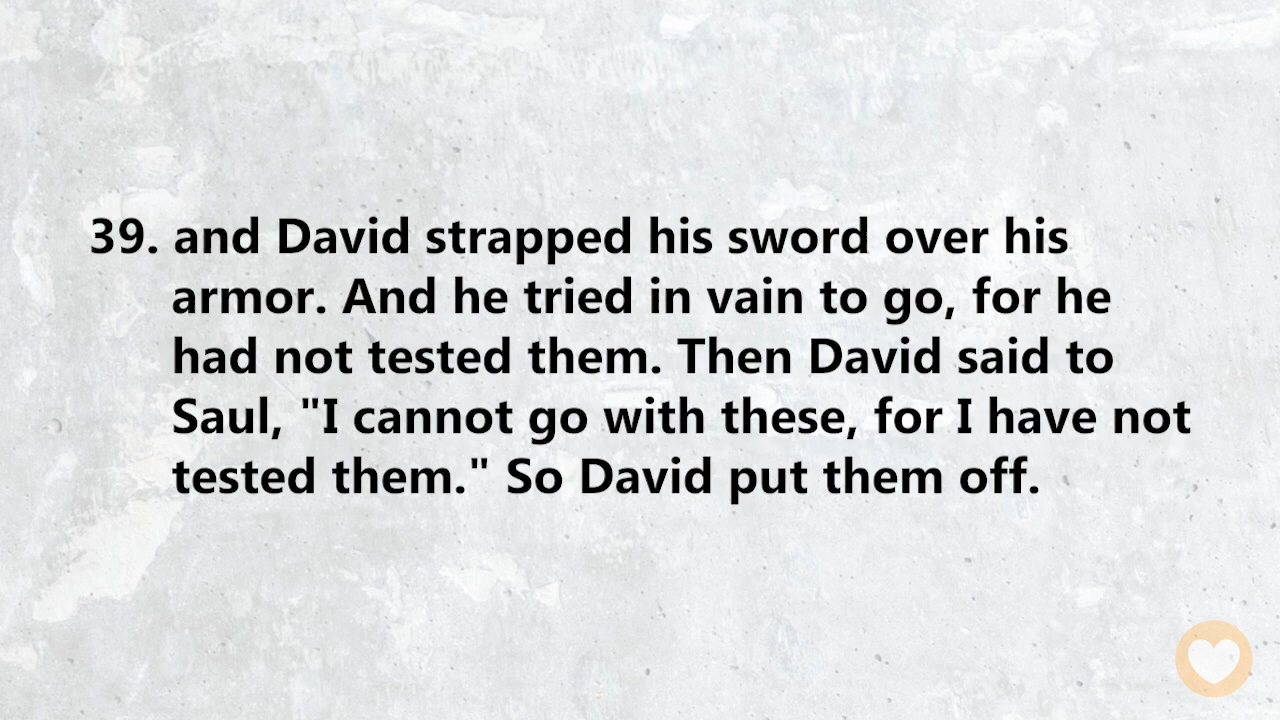 39. and David strapped his sword over his
armor. And he tried in vain to go, for he
had not tested them. Then David said to
Saul, "I cannot go with these, for I have not
tested them." So David put them off.